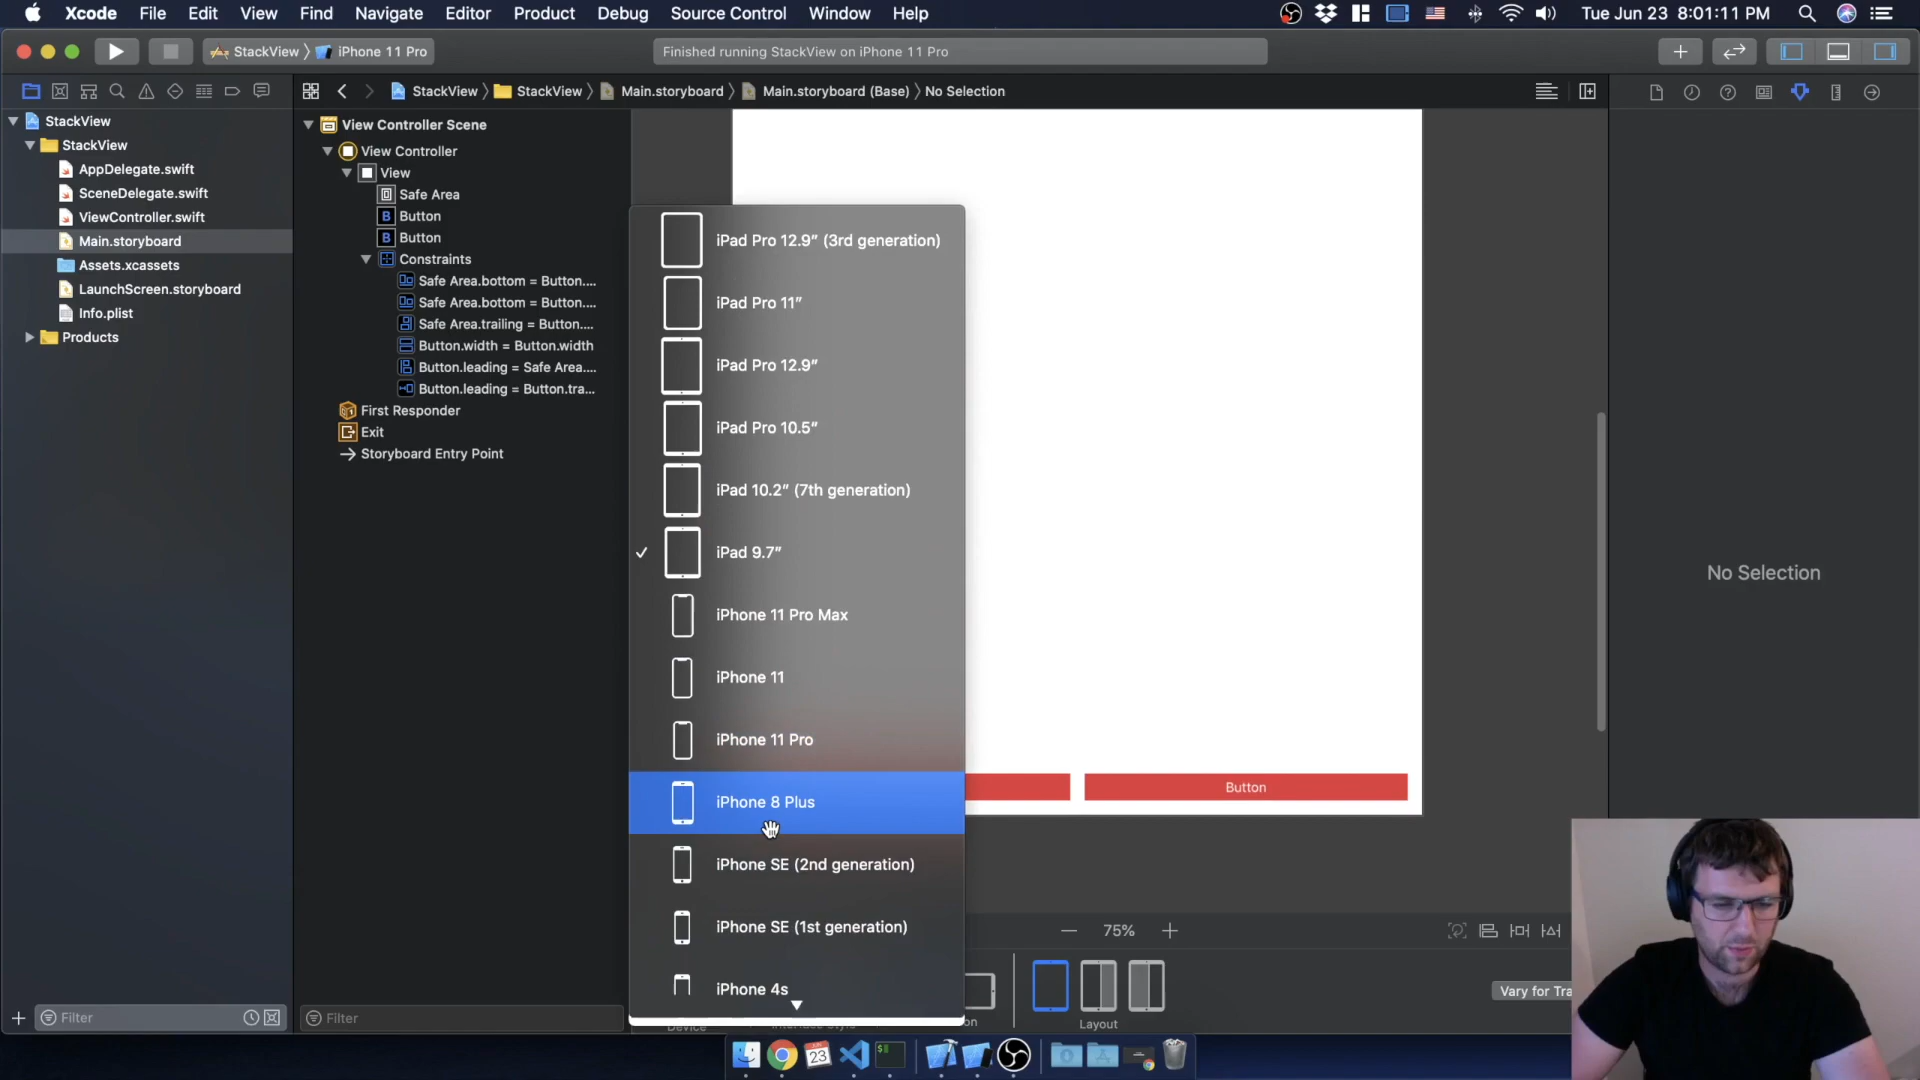 Xcode File Edit View Find Navigate Editor Product Debug Source Control Window Help
Tue Jun 23 8:01:11 PM
StackView
iPhone 11 Pro
Finished running StackView on iPhone 11 Pro
StackView
StackView
AppDelegate.swift
SceneDelegate.swift
ViewController.swift
Main.storyboard
Assets.xcassets
LaunchScreen.storyboard
Info.plist
Products
Filter
StackView
StackView
Main.storyboard
Main.storyboard (Base)
No Selection
View Controller Scene
View Controller
View
Safe Area
B Button
B Button
Constraints
Safe Area.bottom = Button....
Safe Area.bottom = Button....
Safe Area.trailing = Button....
Button.width = Button.width
Button.leading = Safe Area....
Button.leading = Button.tra...
First Responder
Exit
Storyboard Entry Point
Filter
iPad Pro 12.9” (3rd generation)
iPad Pro 11”
iPad Pro 12.9”
iPad Pro 10.5”
iPad 10.2” (7th generation)
iPad 9.7”
iPhone 11 Pro Max
iPhone 11
iPhone 11 Pro
iPhone 8 Plus
iPhone SE (2nd generation)
iPhone SE (1st generation)
iPhone 4s
Button
75%
Vary for Tra
Layout
No Selection
JUN
23